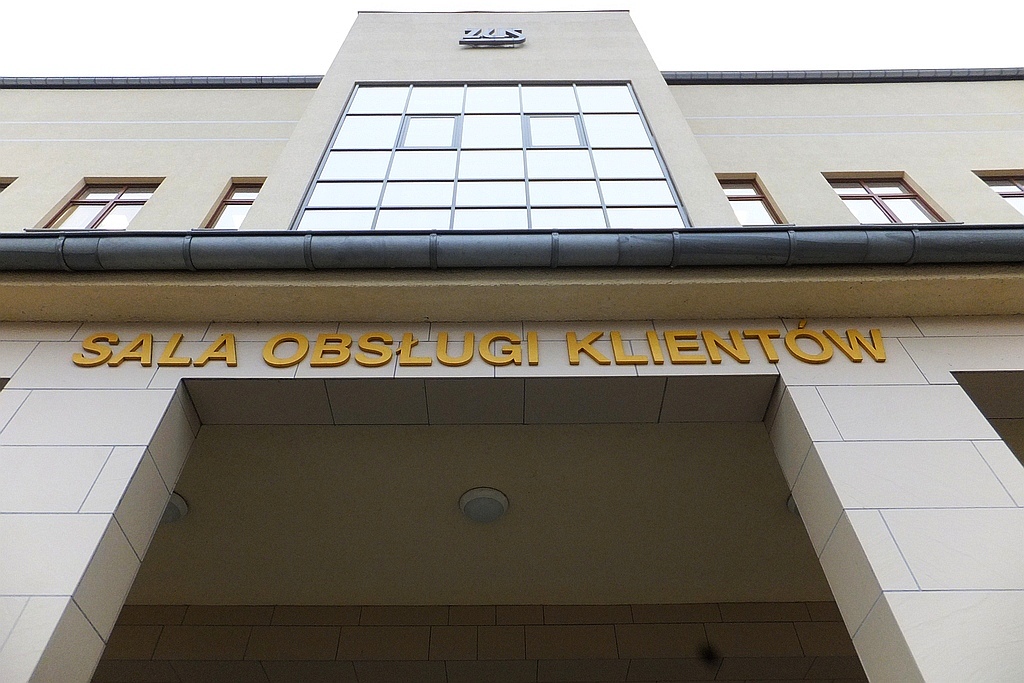 ZUS
SALA OBSŁUGI KLIENTÓW